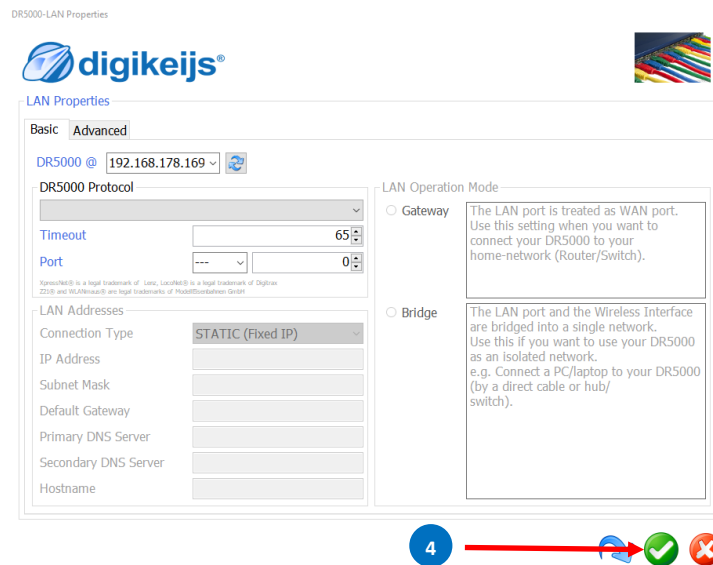 DR5000-LAN Properties
digikeijs®
LAN Properties
Basic Advanced
DR5000 @ 192.168.178.169
DR5000 Protocol
Timeout 65
Port --- 0
XpressNet® is a legal trademark of Lenz, LocoNet® is a legal trademark of Digitrax
Z21® and WLANmaus® are legal trademarks of Modelleisenbahnen GmbH
LAN Addresses
Connection Type STATIC (Fixed IP)
IP Address
Subnet Mask
Default Gateway
Primary DNS Server
Secondary DNS Server
Hostname
LAN Operation Mode
Gateway
The LAN port is treated as WAN port.
Use this setting when you want to
connect your DR5000 to your
home-network (Router/Switch).
Bridge
The LAN port and the Wireless Interface
are bridged into a single network.
Use this if you want to use your DR5000
as an isolated network.
e.g. Connect a PC/laptop to your DR5000
(by a direct cable or hub/
switch).
4